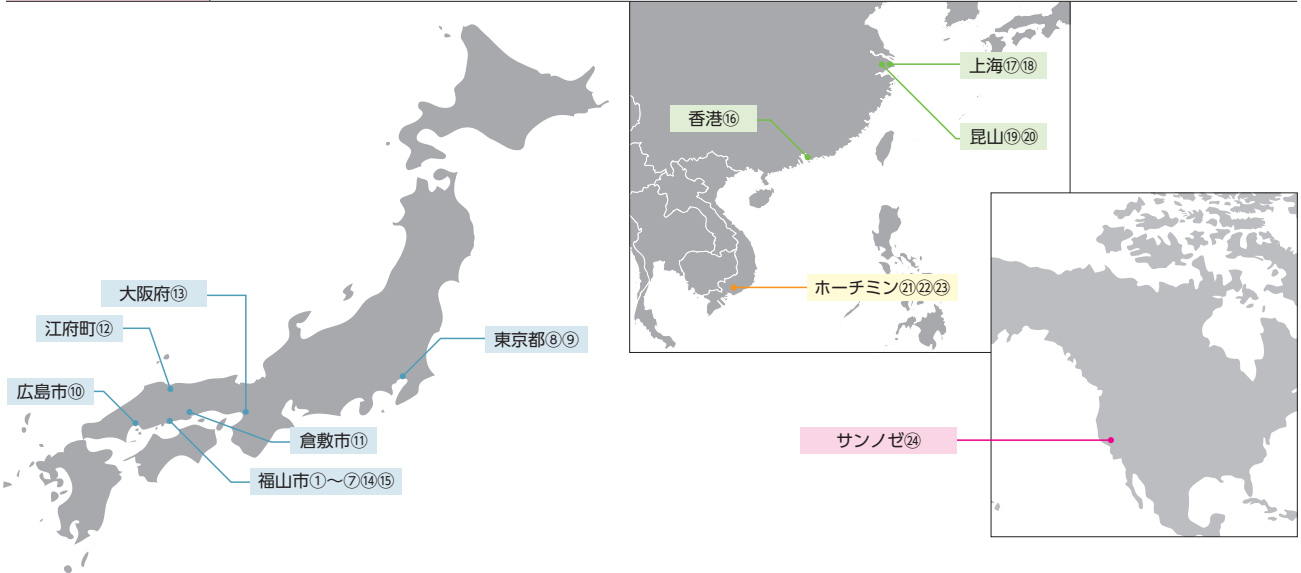 大阪府⑬
江府町⑫
広島市⑩
東京都⑧⑨
倉敷市⑪
福山市①～⑦⑭⑮
上海⑰⑱
香港⑯
昆山⑲⑳
ホーチミン㉑㉒㉓
サンノゼ㉔